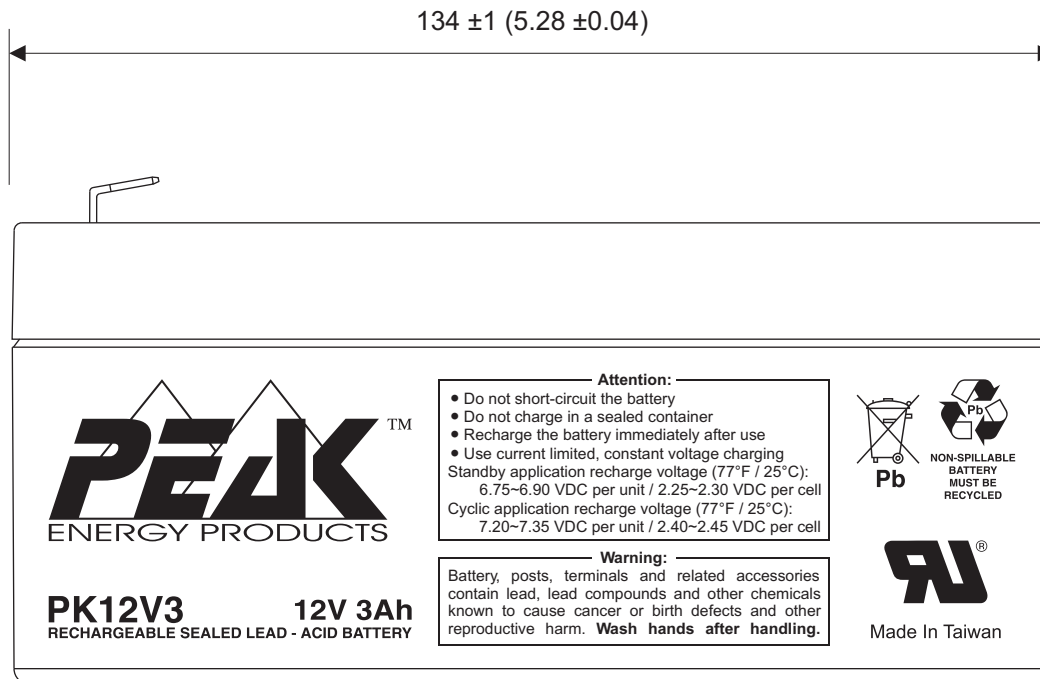 134 ±1 (5.28 ±0.04)
PEAK ™
ENERGY PRODUCTS
PK12V3 12V 3Ah
RECHARGEABLE SEALED LEAD - ACID BATTERY
Attention:
• Do not short-circuit the battery
• Do not charge in a sealed container
• Recharge the battery immediately after use
• Use current limited, constant voltage charging
Standby application recharge voltage (77°F / 25°C):
6.75~6.90 VDC per unit / 2.25~2.30 VDC per cell
Cyclic application recharge voltage (77°F / 25°C):
7.20~7.35 VDC per unit / 2.40~2.45 VDC per cell
Warning:
Battery, posts, terminals and related accessories
contain lead, lead compounds and other chemicals
known to cause cancer or birth defects and other
reproductive harm. Wash hands after handling.
Pb
Pb
NON-SPILLABLE
BATTERY
MUST BE
RECYCLED
RU ®
Made In Taiwan